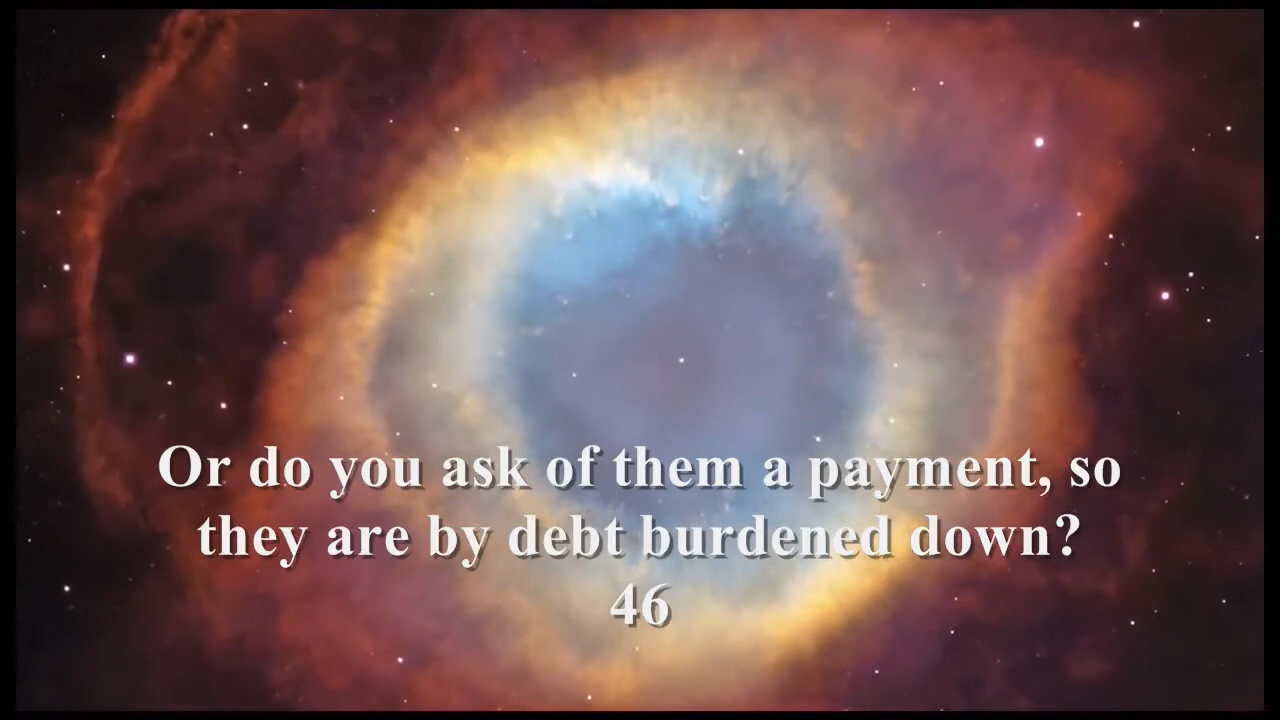 Or do you ask of them a payment, so
they are by debt burdened down?
46